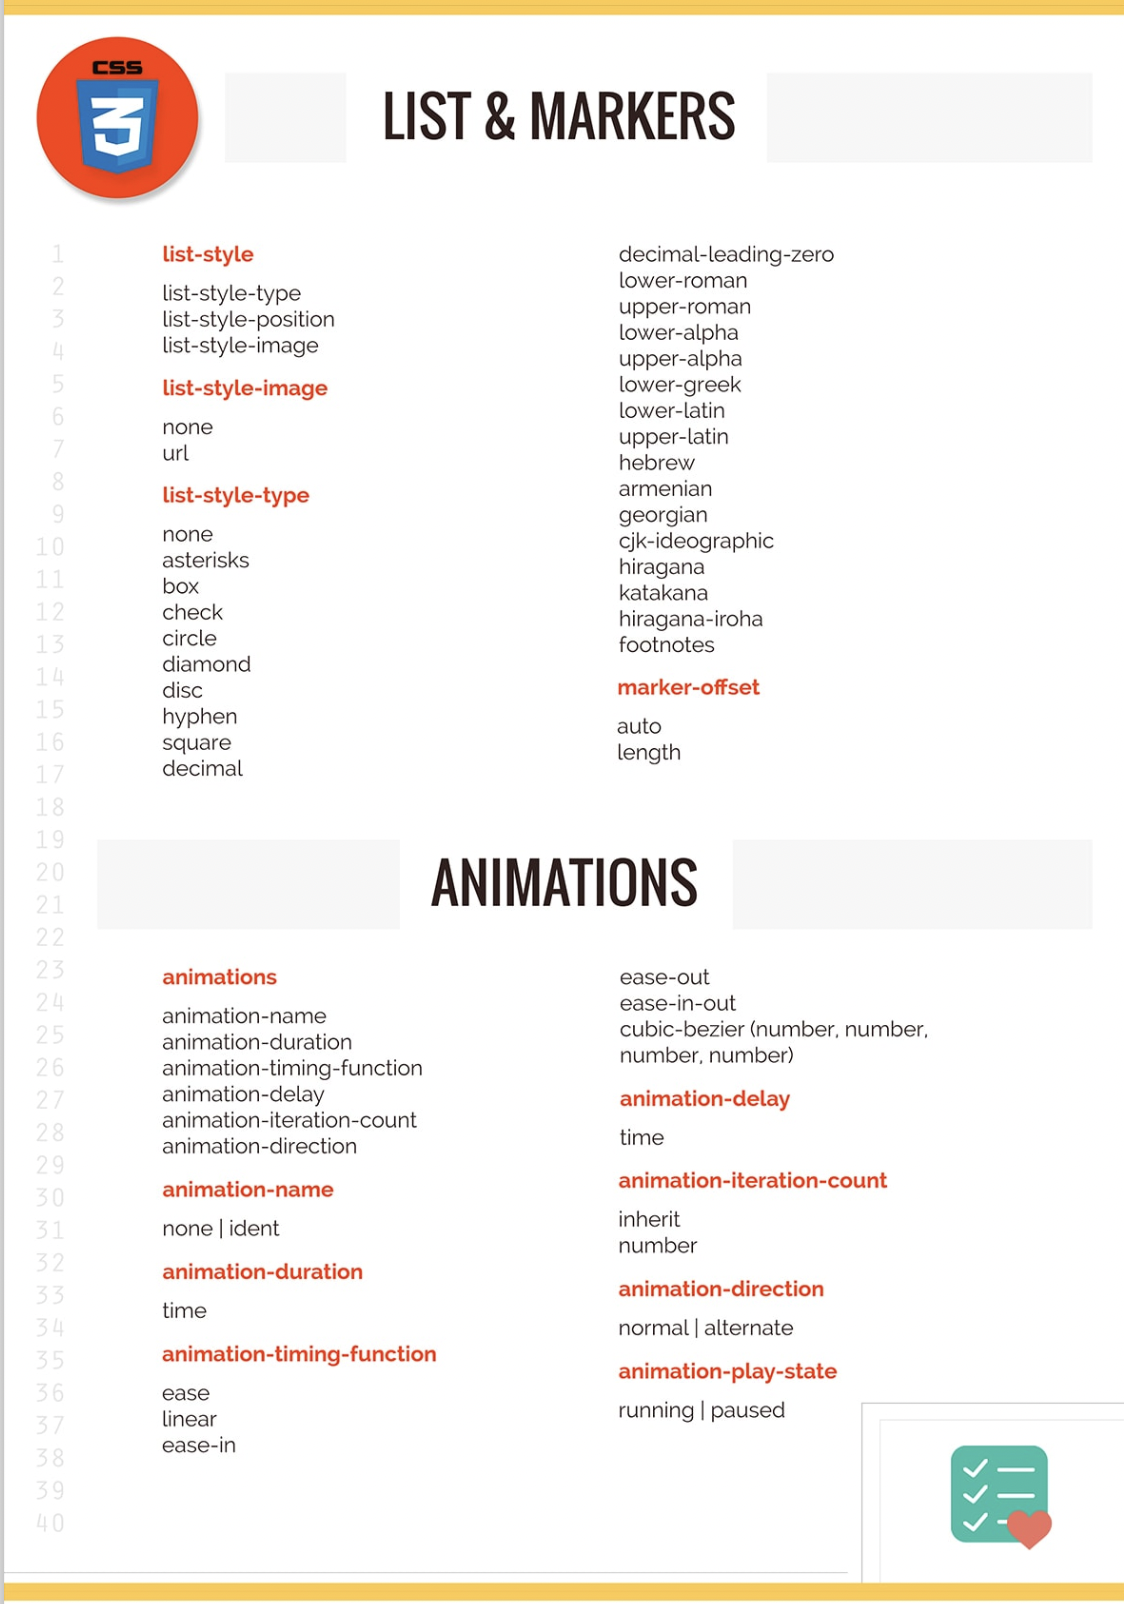 CSS
3
LIST & MARKERS
1
2
3
4
5
6
7
8
9
10
11
12
13
14
15
16
17
18
19
20
21
22
23
24
25
26
27
28
29
30
31
32
33
34
35
36
37
38
39
40
list-style
list-style-type
list-style-position
list-style-image
list-style-image
none
url
list-style-type
none
asterisks
box
check
circle
diamond
disc
hyphen
square
decimal
decimal-leading-zero
lower-roman
upper-roman
lower-alpha
upper-alpha
lower-greek
lower-latin
upper-latin
hebrew
armenian
georgian
cjk-ideographic
hiragana
katakana
hiragana-iroha
footnotes
marker-offset
auto
length
ANIMATIONS
animations
animation-name
animation-duration
animation-timing-function
animation-delay
animation-iteration-count
animation-direction
animation-name
none | ident
animation-duration
time
animation-timing-function
ease
linear
ease-in
ease-out
ease-in-out
cubic-bezier (number, number,
number, number)
animation-delay
time
animation-iteration-count
inherit
number
animation-direction
normal | alternate
animation-play-state
running | paused